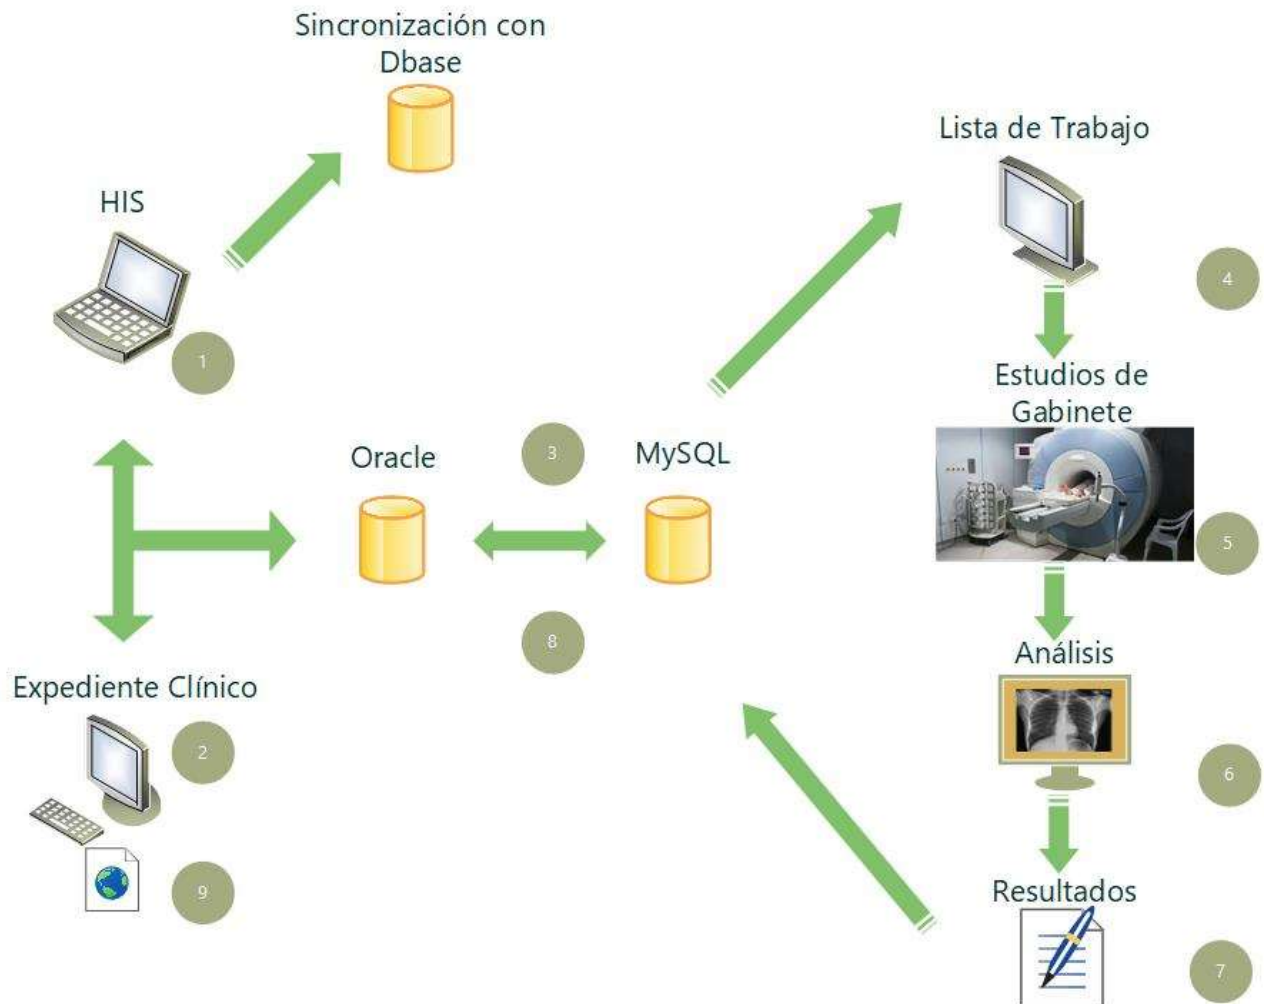 Sincronización con
Dbase
Lista de Trabajo
HIS
4
1
Estudios de
Gabinete
3
Oracle
MySQL
5
8
Análisis
Expediente Clínico
2
6
Resultados
9
7